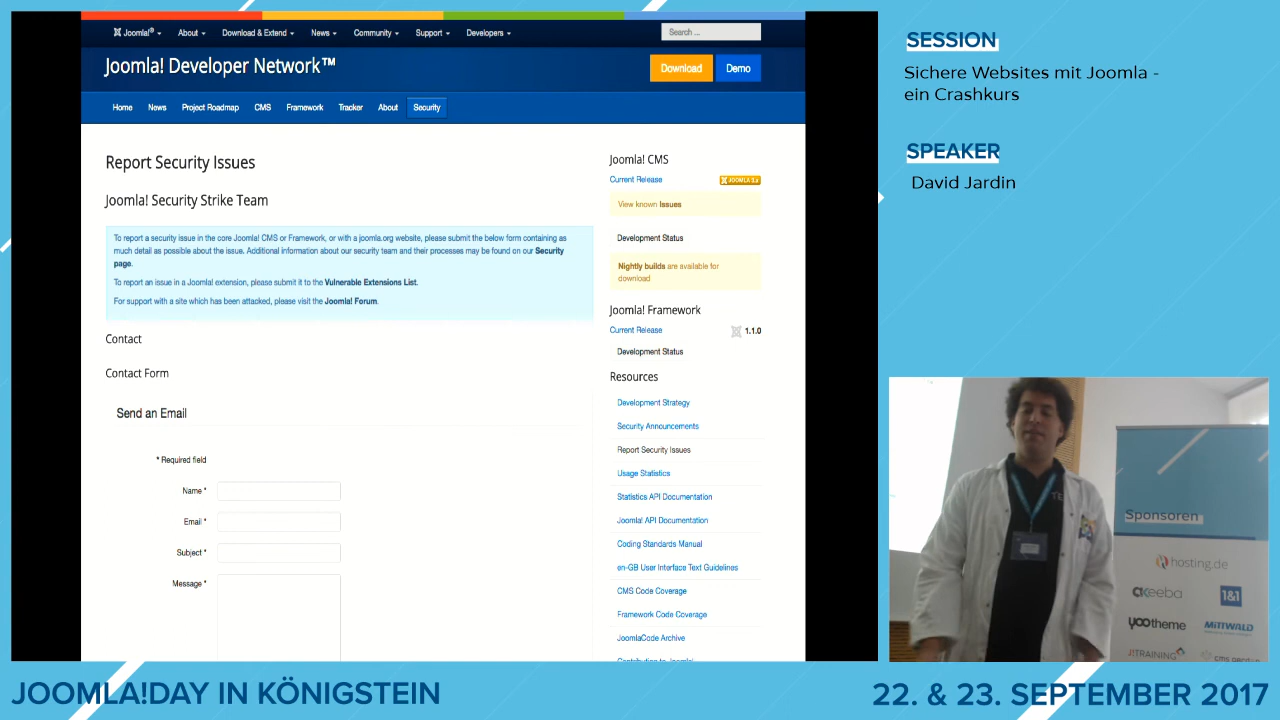 Joomla!® About Download & Extend News Community Support Developers
Search ...
Joomla! Developer Network™
Download Demo
Home News Project Roadmap CMS Framework Tracker About Security
Report Security Issues
Joomla! Security Strike Team
To report a security issue in the core Joomla! CMS or Framework, or with a joomla.org website, please submit the below form containing as
much detail as possible about the issue. Additional information about our security team and their processes may be found on our Security
page.
To report an issue in a Joomla! extension, please submit it to the Vulnerable Extensions List.
For support with a site which has been attacked, please visit the Joomla! Forum.
Contact
Contact Form
Send an Email
* Required field
Name *
Email *
Subject *
Message *
Joomla! CMS
Current Release
View known Issues
Development Status
Nightly builds are available for
download
Joomla! Framework
Current Release 1.1.0
Development Status
Resources
Development Strategy
Security Announcements
Report Security Issues
Usage Statistics
Statistics API Documentation
Joomla! API Documentation
Coding Standards Manual
en-GB User Interface Text Guidelines
CMS Code Coverage
Framework Code Coverage
JoomlaCode Archive
Contribution to Joomla!
SESSION
Sichere Websites mit Joomla -
ein Crashkurs
SPEAKER
David Jardin
Sponsoren
hosting.de
akeeba 1&1
yootheme MITTWALD
J!TRAINING
JOOMLA!DAY IN KÖNIGSTEIN
22. & 23. SEPTEMBER 2017